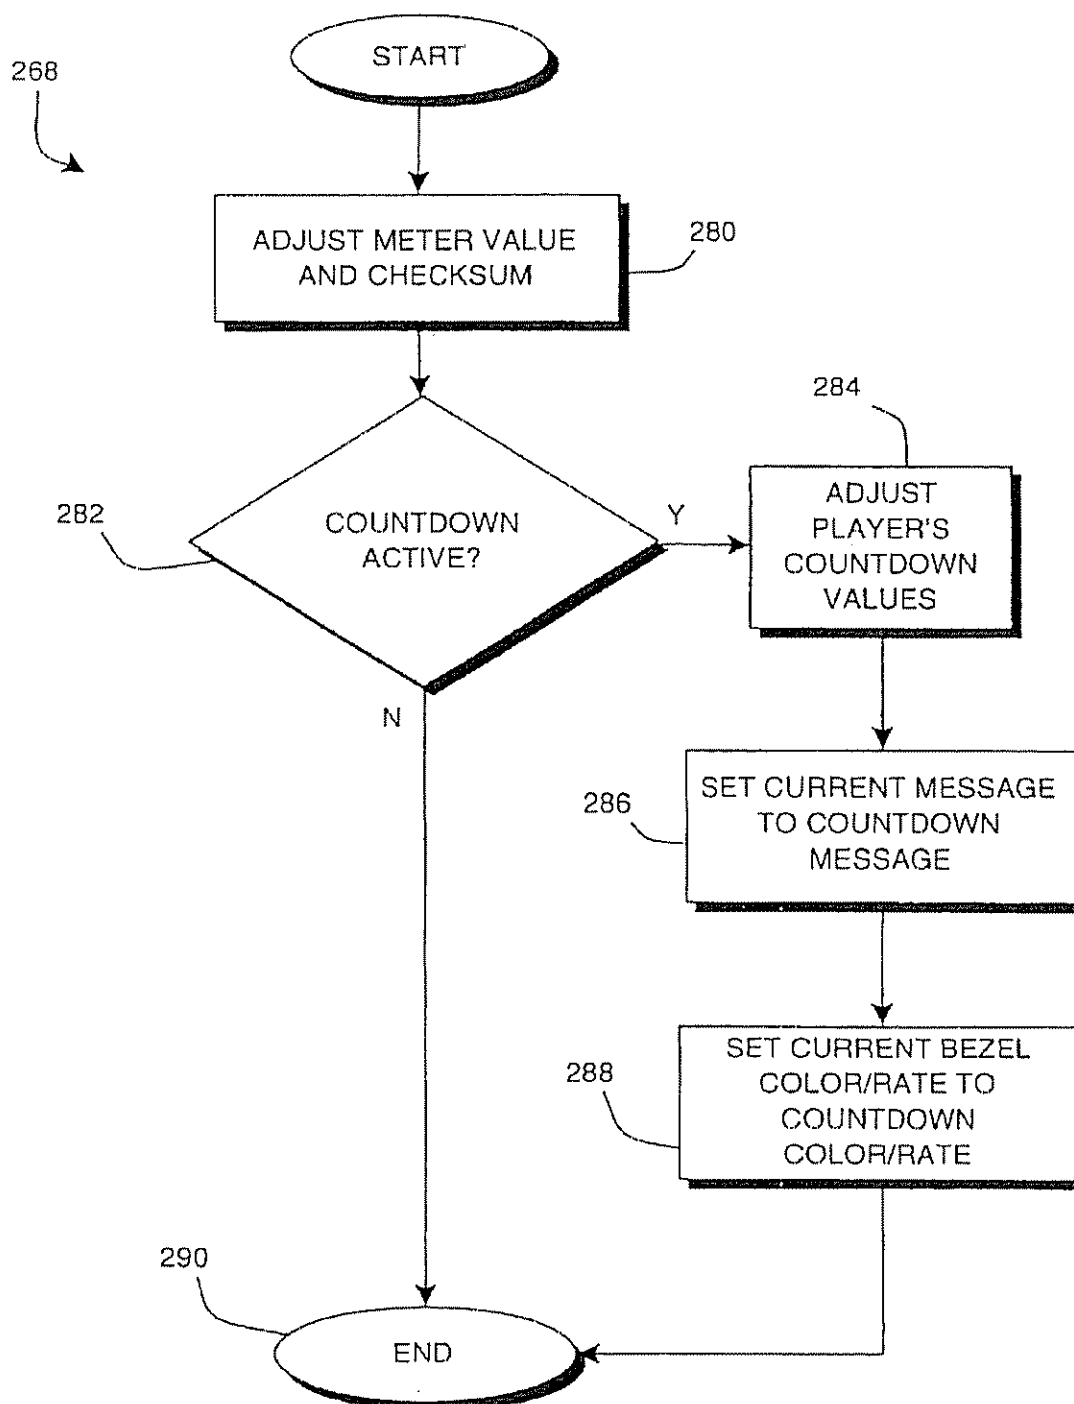 START
268
ADJUST METER VALUE
AND CHECKSUM
280
284
282
COUNTDOWN
ACTIVE?
Y
ADJUST
PLAYER'S
COUNTDOWN
VALUES
N
286
SET CURRENT MESSAGE
TO COUNTDOWN
MESSAGE
288
SET CURRENT BEZEL
COLOR/RATE TO
COUNTDOWN
COLOR/RATE
290
END